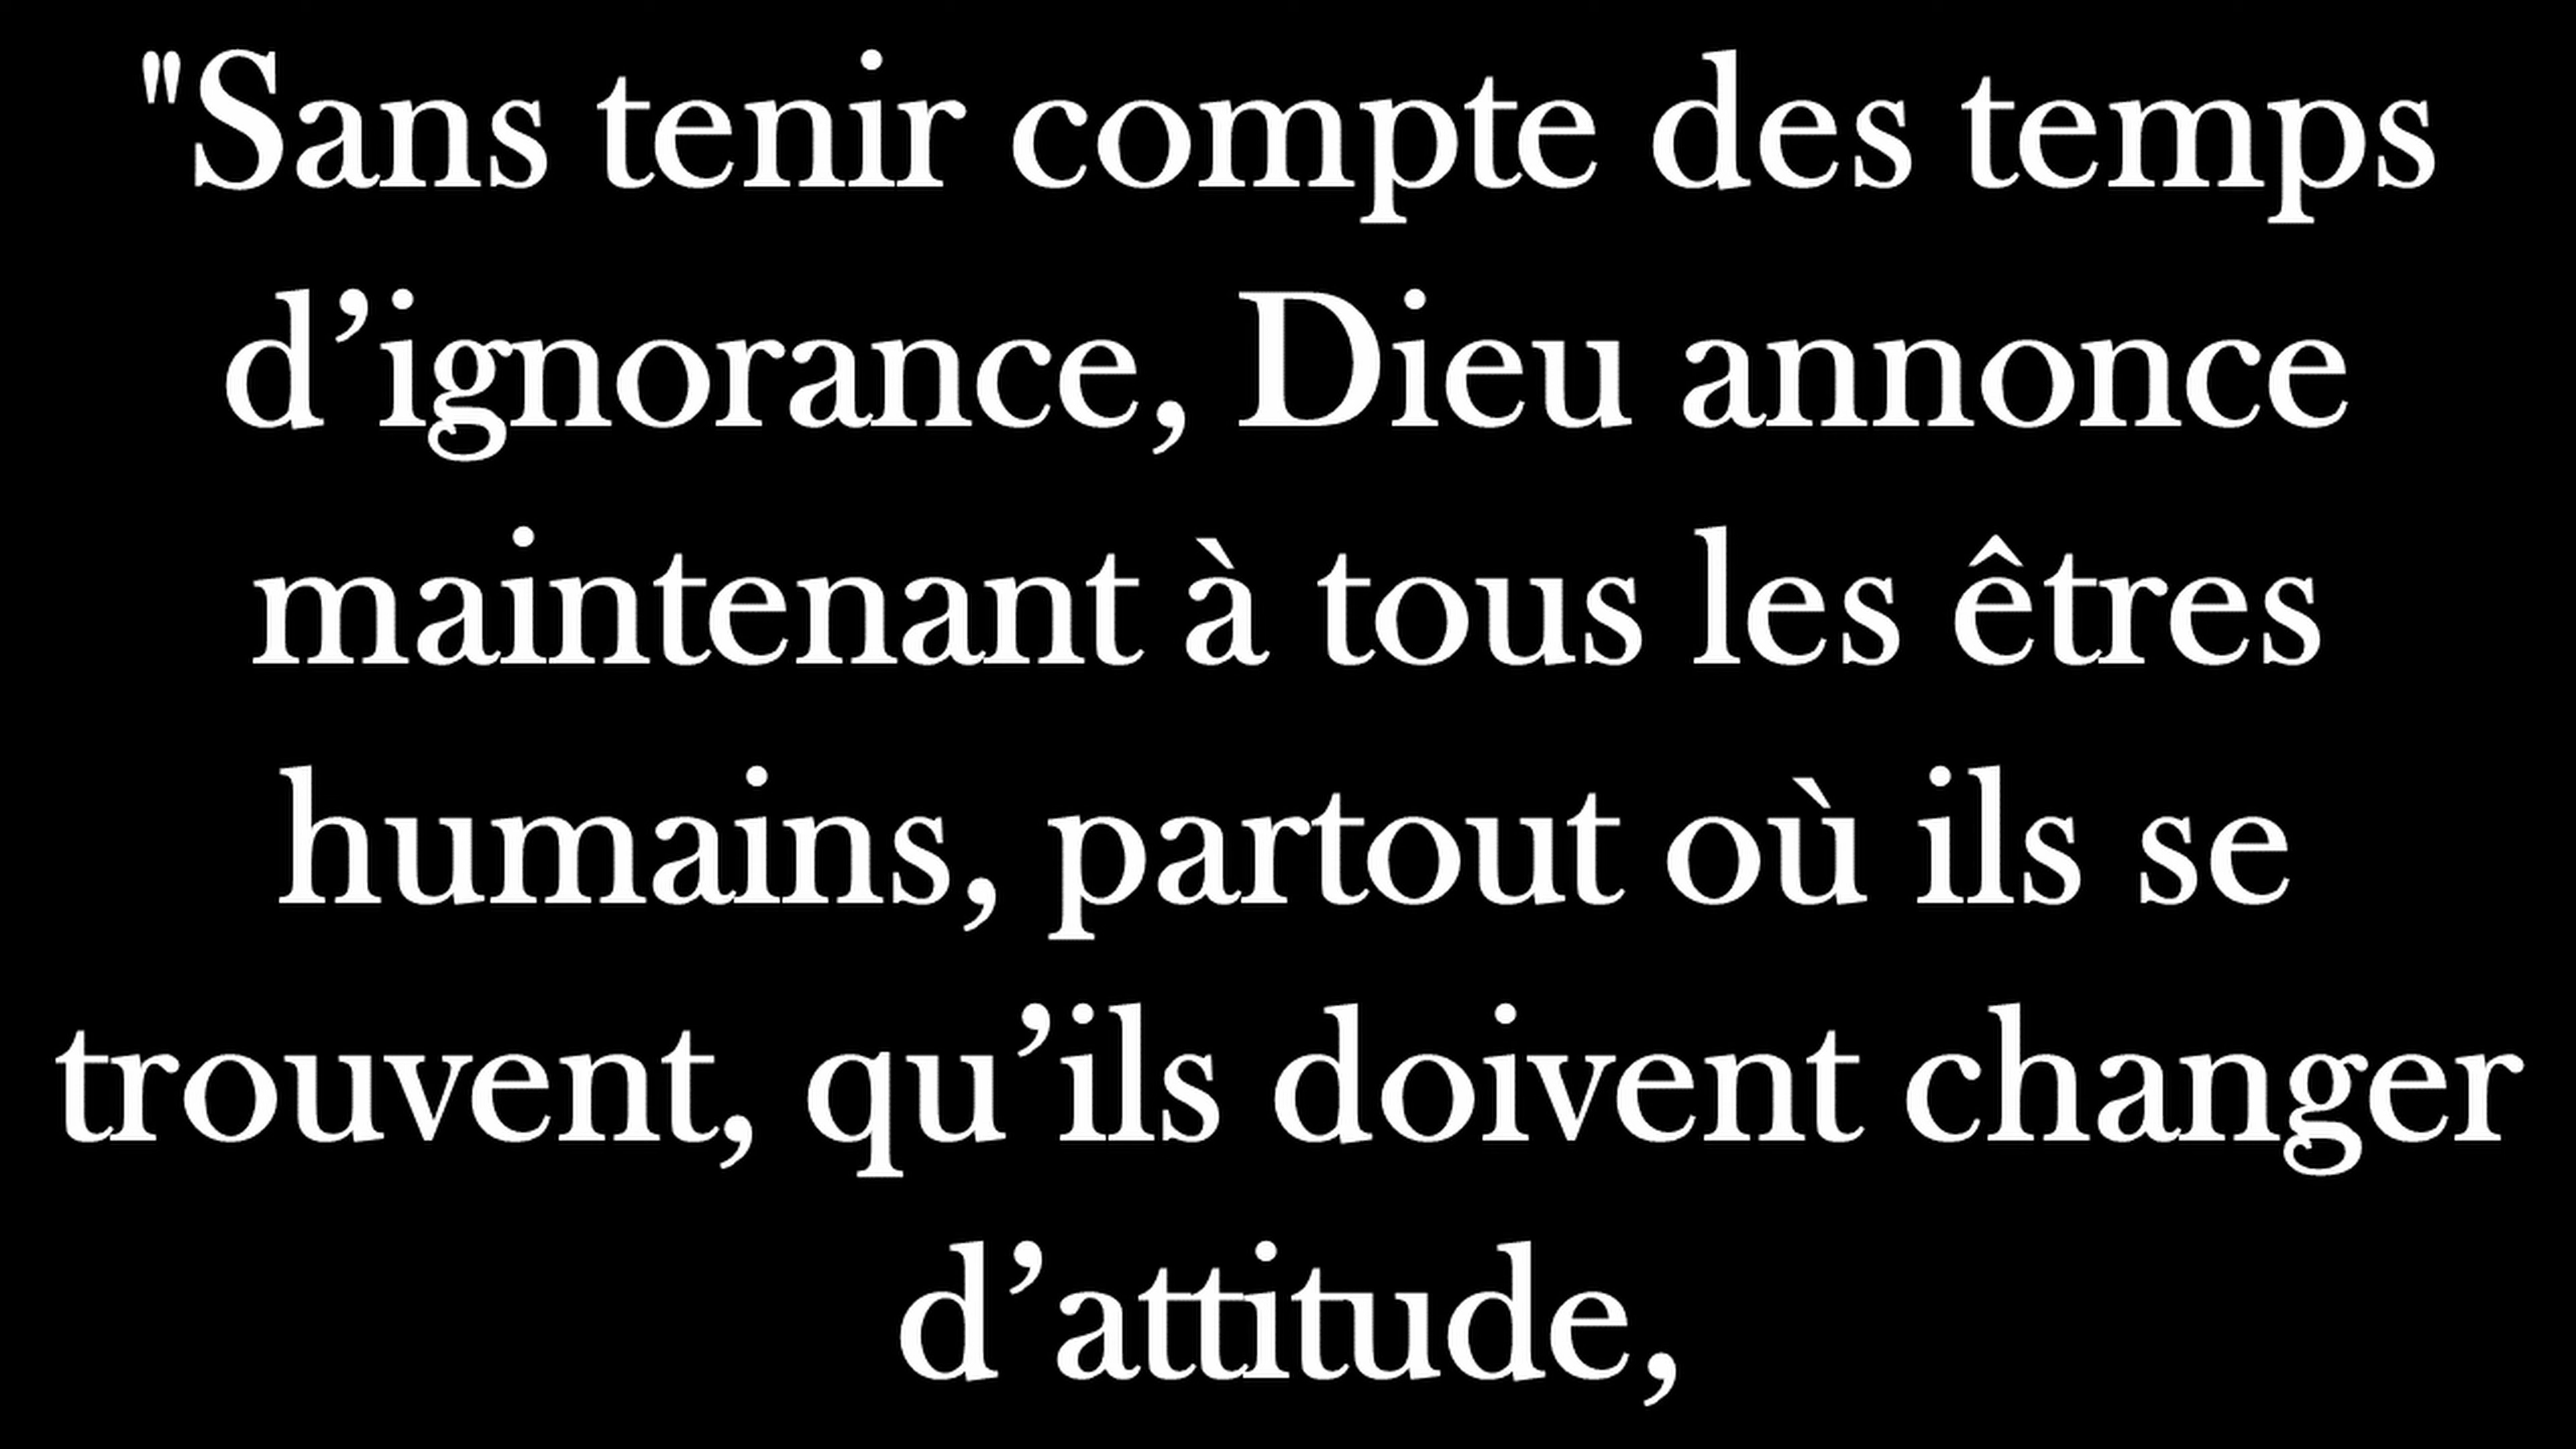 "Sans tenir compte des temps
d’ignorance, Dieu annonce
maintenant à tous les êtres
humains, partout où ils se
trouvent, qu’ils doivent changer
d’attitude,